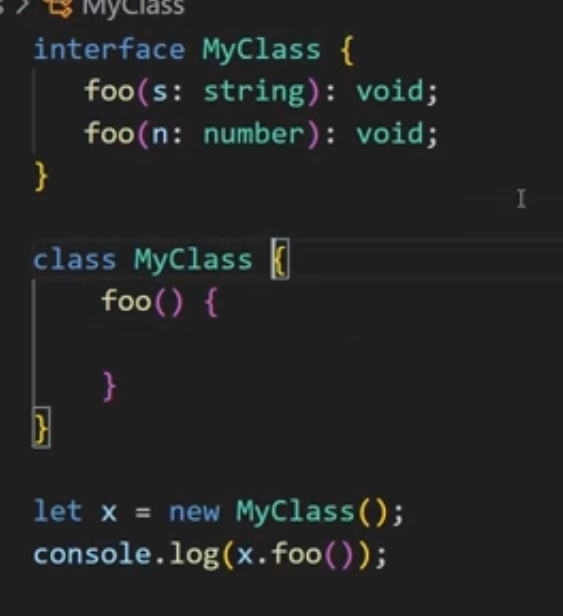 s > MyClass
interface MyClass {
foo(s: string): void;
foo(n: number): void;
}
class MyClass {
foo() {
}
}
let x = new MyClass();
console.log(x.foo());